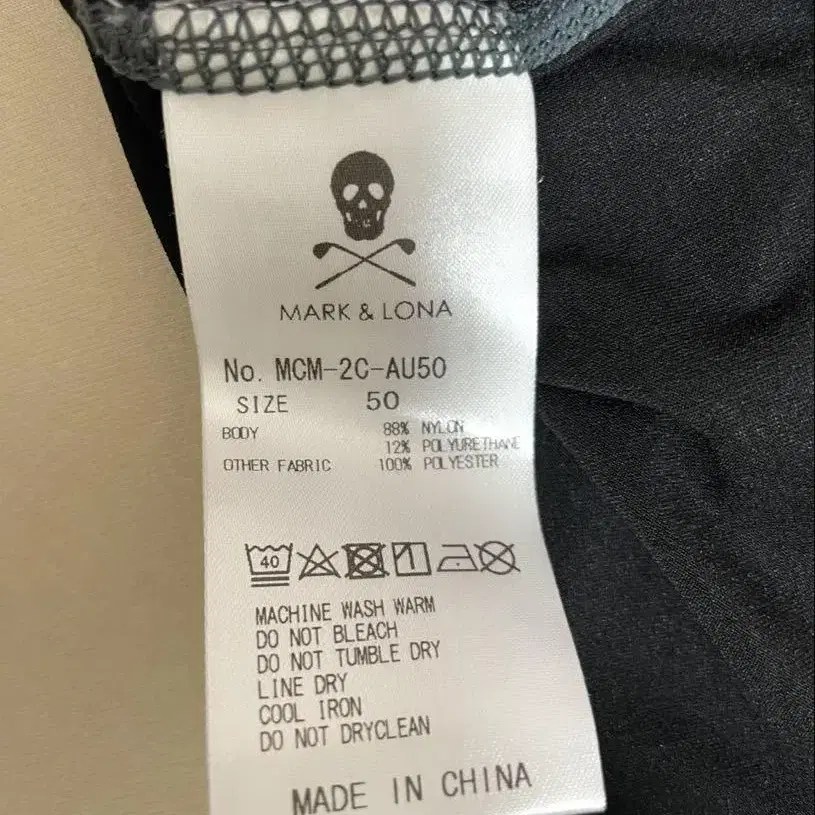 MARK & LONA
No. MCM-2C-AU50
SIZE 50
BODY 88% NYLON
12% POLYURETHANE
OTHER FABRIC 100% POLYESTER
40
MACHINE WASH WARM
DO NOT BLEACH
DO NOT TUMBLE DRY
LINE DRY
COOL IRON
DO NOT DRYCLEAN
MADE IN CHINA